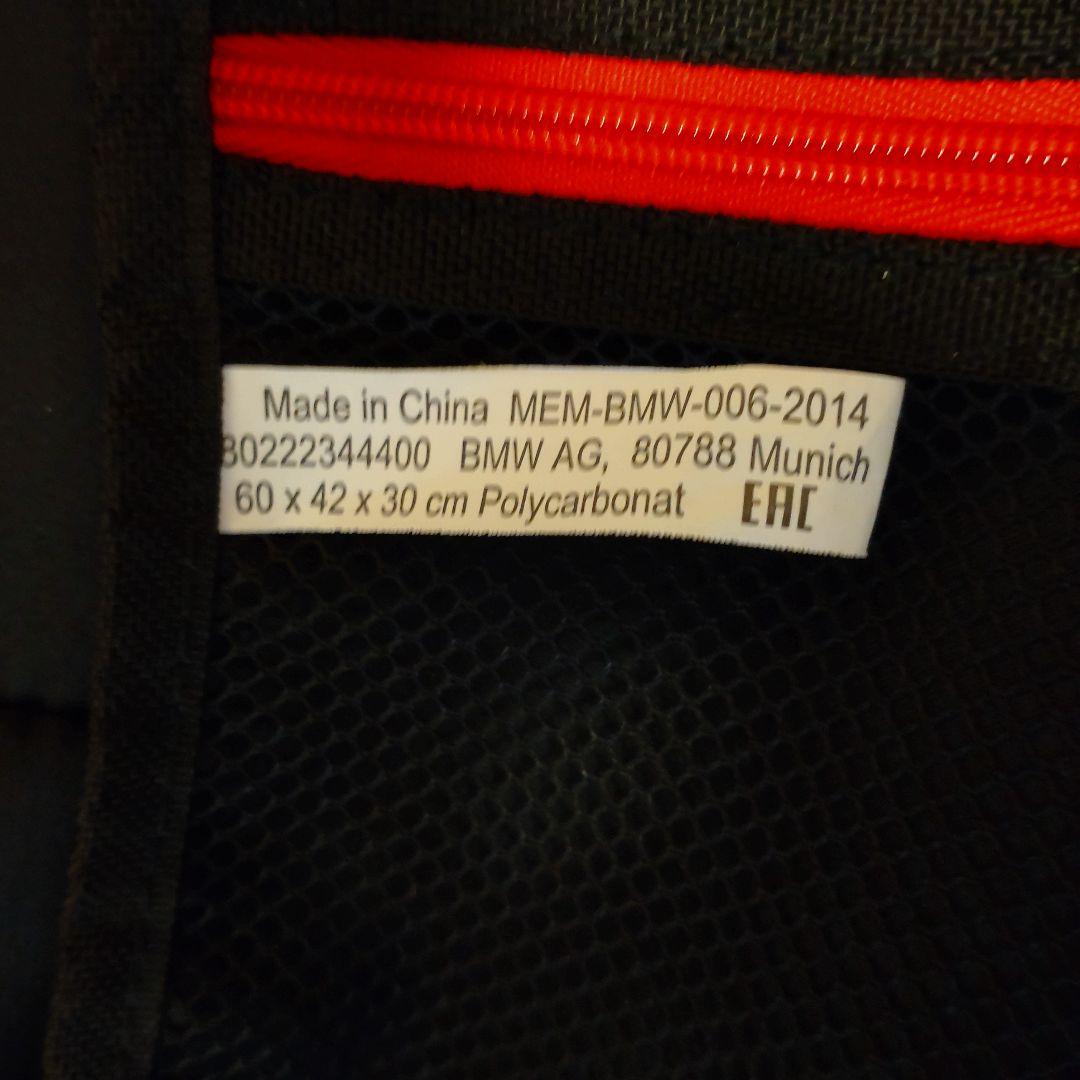 Made in China MEM-BMW-006-2014
80222344400 BMW AG, 80788 Munich
60 x 42 x 30 cm Polycarbonat EAC